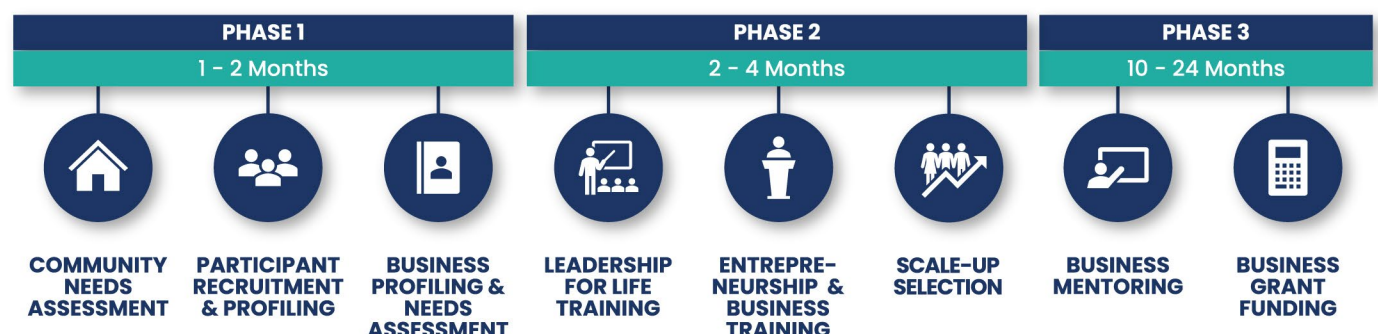 PHASE 1
1 - 2 Months
COMMUNITY
NEEDS
ASSESSMENT
PARTICIPANT
RECRUITMENT
& PROFILING
BUSINESS
PROFILING &
NEEDS
ASSESSMENT
PHASE 2
2 - 4 Months
LEADERSHIP
FOR LIFE
TRAINING
ENTREPRE-
NEURSHIP &
BUSINESS
TRAINING
SCALE-UP
SELECTION
PHASE 3
10 - 24 Months
BUSINESS
MENTORING
BUSINESS
GRANT
FUNDING